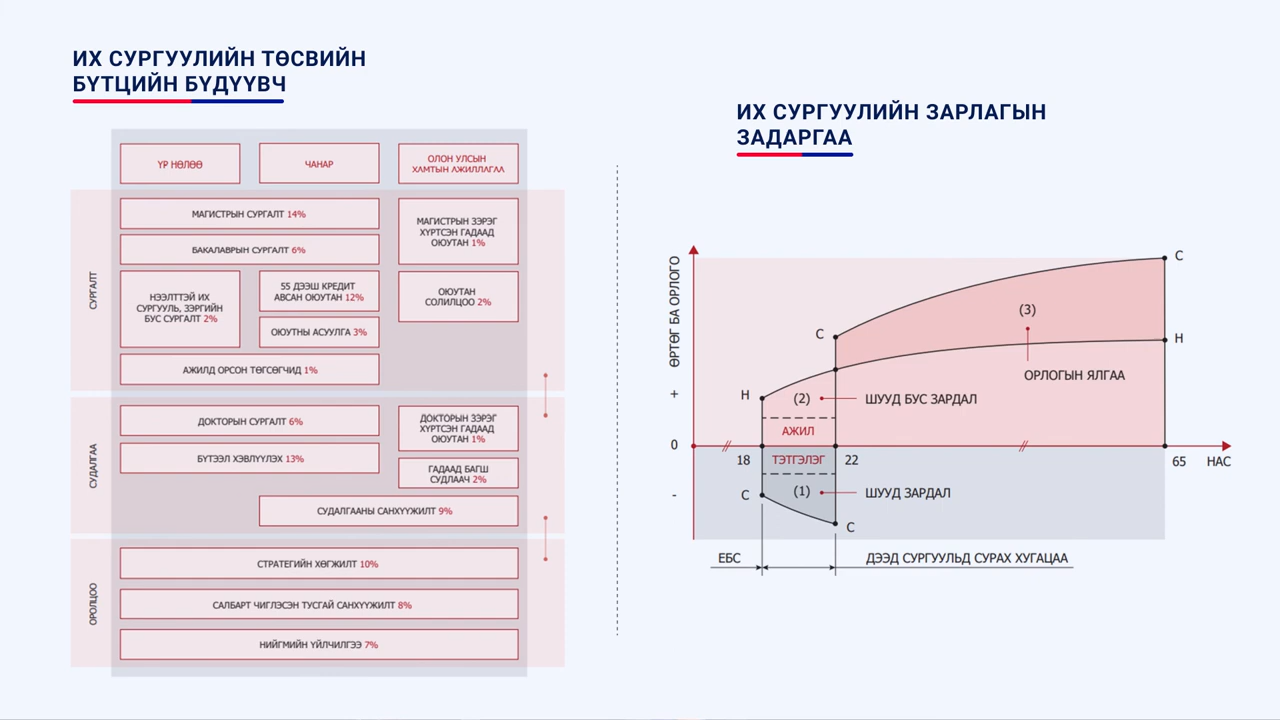 ИХ СУРГУУЛИЙН ТӨСВИЙН
БҮТЦИЙН БҮДҮҮВЧ
ҮР НӨЛӨӨ
ЧАНАР
ОЛОН УЛСЫН
ХАМТЫН АЖИЛЛАГАА
СУРГАЛТ
МАГИСТРЫН СУРГАЛТ 14%
МАГИСТРЫН ЗЭРЭГ
ХҮРТСЭН ГАДААД
ОЮУТАН 1%
БАКАЛАВРЫН СУРГАЛТ 6%
НЭЭЛТТЭЙ ИХ
СУРГУУЛЬ, ЗЭРГИЙН
БУС СУРГАЛТ 2%
55 ДЭЭШ КРЕДИТ
АВСАН ОЮУТАН 12%
ОЮУТАН
СОЛИЛЦОО 2%
ОЮУТНЫ АСУУЛГА 3%
АЖИЛД ОРСОН ТӨГСӨГЧИД 1%
СУДАЛГАА
ДОКТОРЫН СУРГАЛТ 6%
ДОКТОРЫН ЗЭРЭГ
ХҮРТСЭН ГАДААД
ОЮУТАН 1%
БҮТЭЭЛ ХЭВЛҮҮЛЭХ 13%
ГАДААД БАГШ
СУДЛААЧ 2%
СУДАЛГААНЫ САНХҮҮЖИЛТ 9%
ОРОЛЦОО
СТРАТЕГИЙН ХӨГЖИЛТ 10%
САЛБАРТ ЧИГЛЭСЭН ТУСГАЙ САНХҮҮЖИЛТ 8%
НИЙГМИЙН ҮЙЛЧИЛГЭЭ 7%
ИХ СУРГУУЛИЙН ЗАРЛАГЫН
ЗАДАРГАА
ӨРТӨГ БА ОРЛОГО
C
(3)
C
H
ОРЛОГЫН ЯЛГАА
+
H
(2)
ШУУД БУС ЗАРДАЛ
АЖИЛ
0
18
ТЭТГЭЛЭГ
22
65
НАС
-
C
(1)
ШУУД ЗАРДАЛ
C
ЕБС
ДЭЭД СУРГУУЛЬД СУРАХ ХУГАЦАА